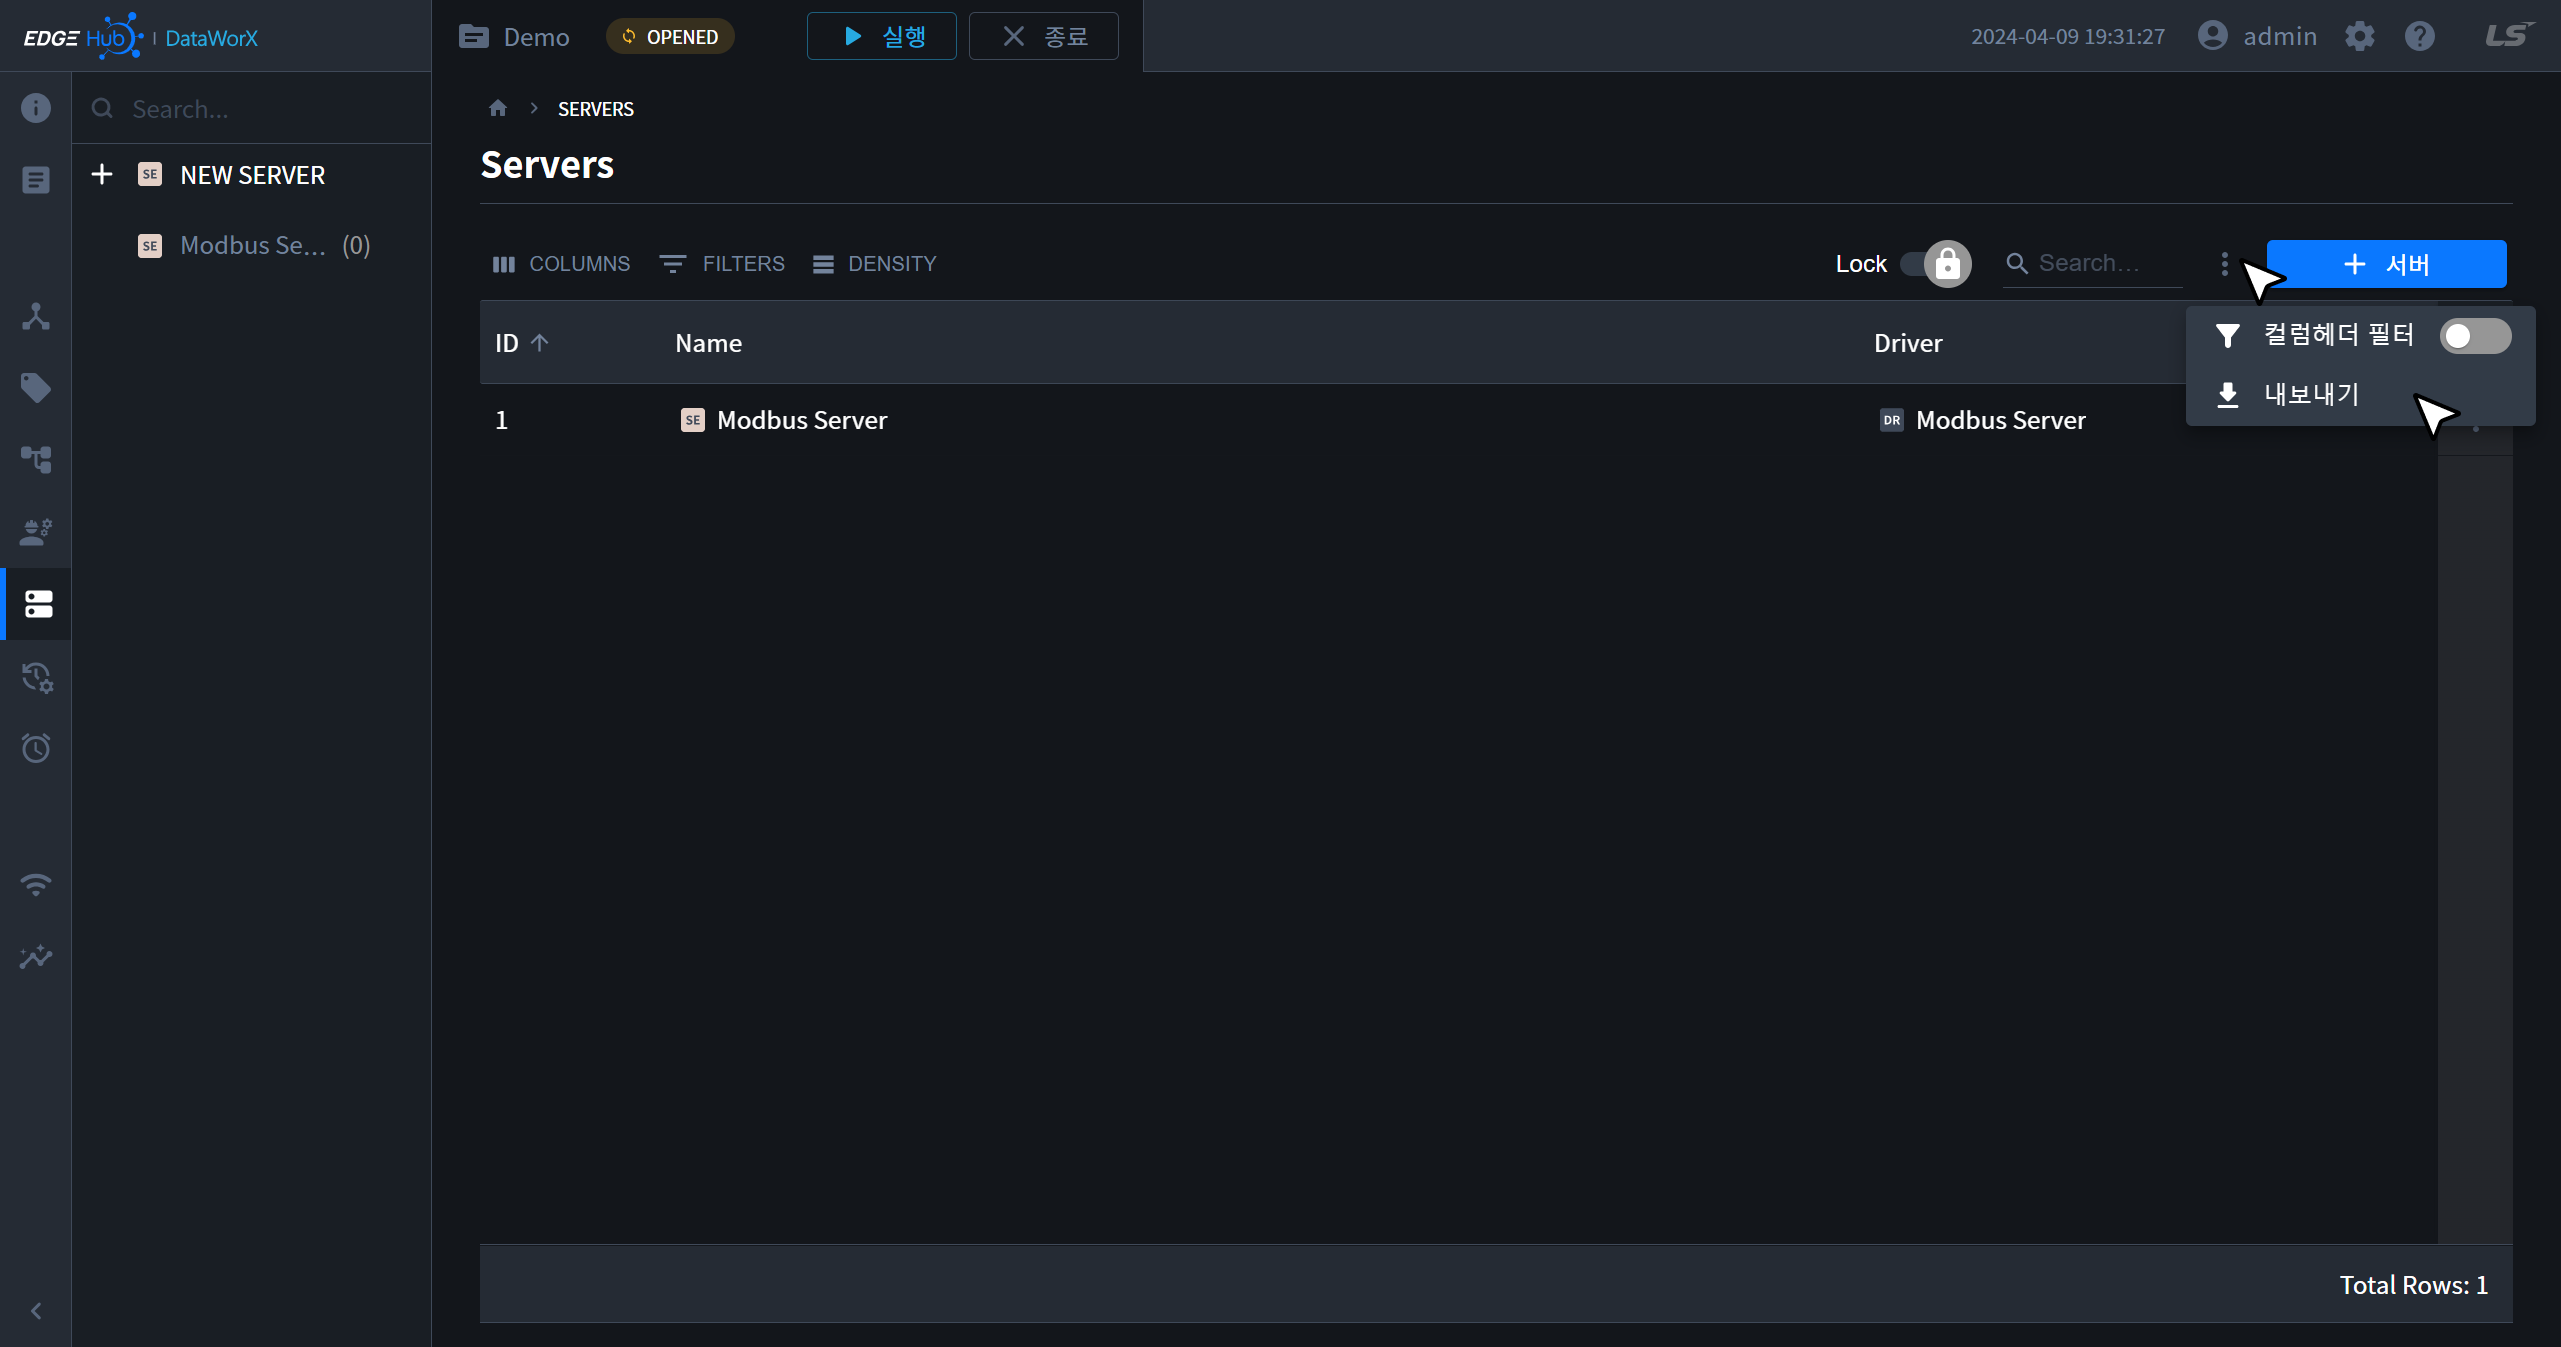 EDGE Hub | DataWorX
Demo
OPENED
실행
종료
2024-04-09 19:31:27
admin
LS
Search...
SERVERS
NEW SERVER
SE
Servers
Modbus Se... (0)
SE
COLUMNS
FILTERS
DENSITY
Lock
Search...
서버
ID
Name
Driver
컬럼헤더 필터
내보내기
1
SE
Modbus Server
DR
Modbus Server
Total Rows: 1